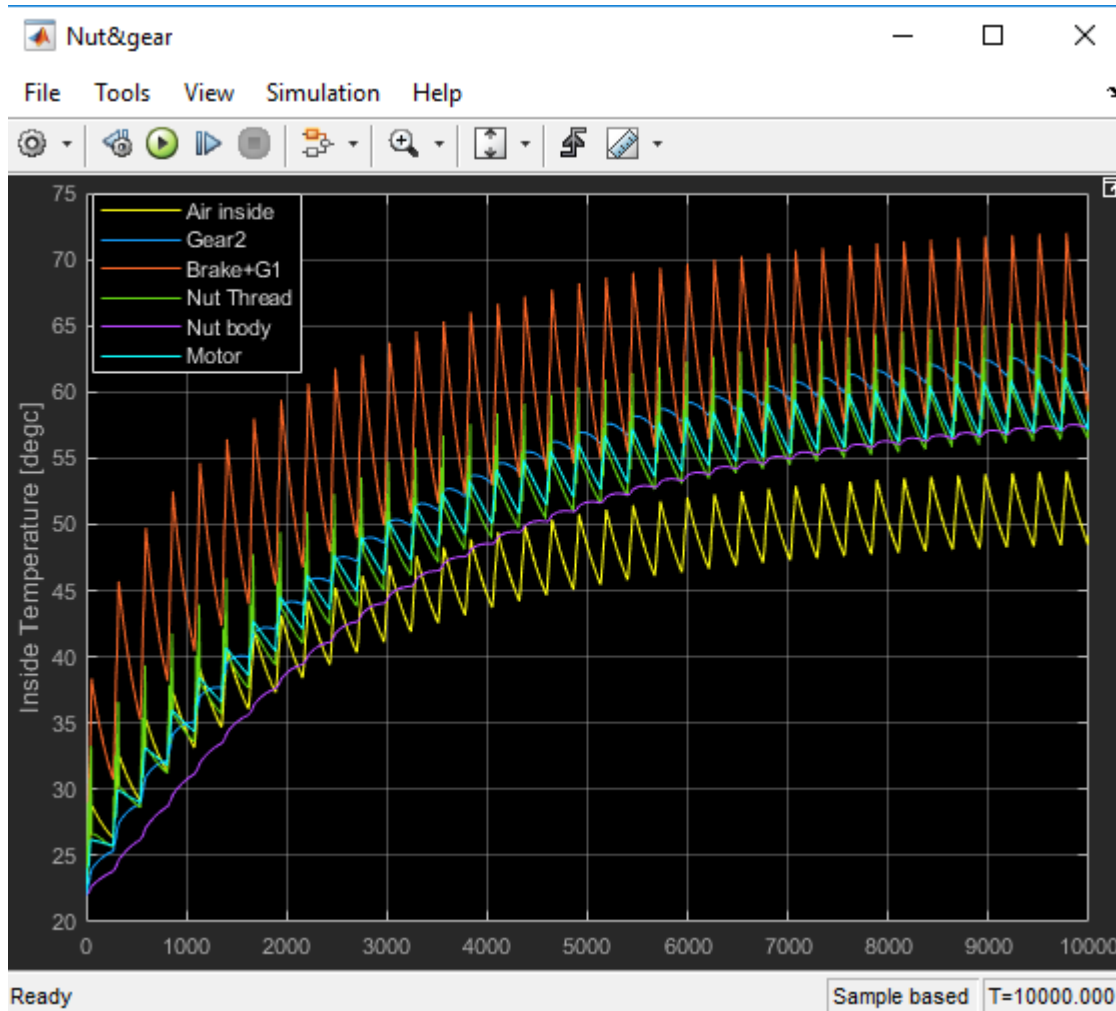 Nut&gear
File Tools View Simulation Help
75
70
65
60
55
50
45
40
35
30
25
20
Inside Temperature [degc]
Air inside
Gear2
Brake+G1
Nut Thread
Nut body
Motor
0 1000 2000 3000 4000 5000 6000 7000 8000 9000 10000
Ready
Sample based T=10000.000